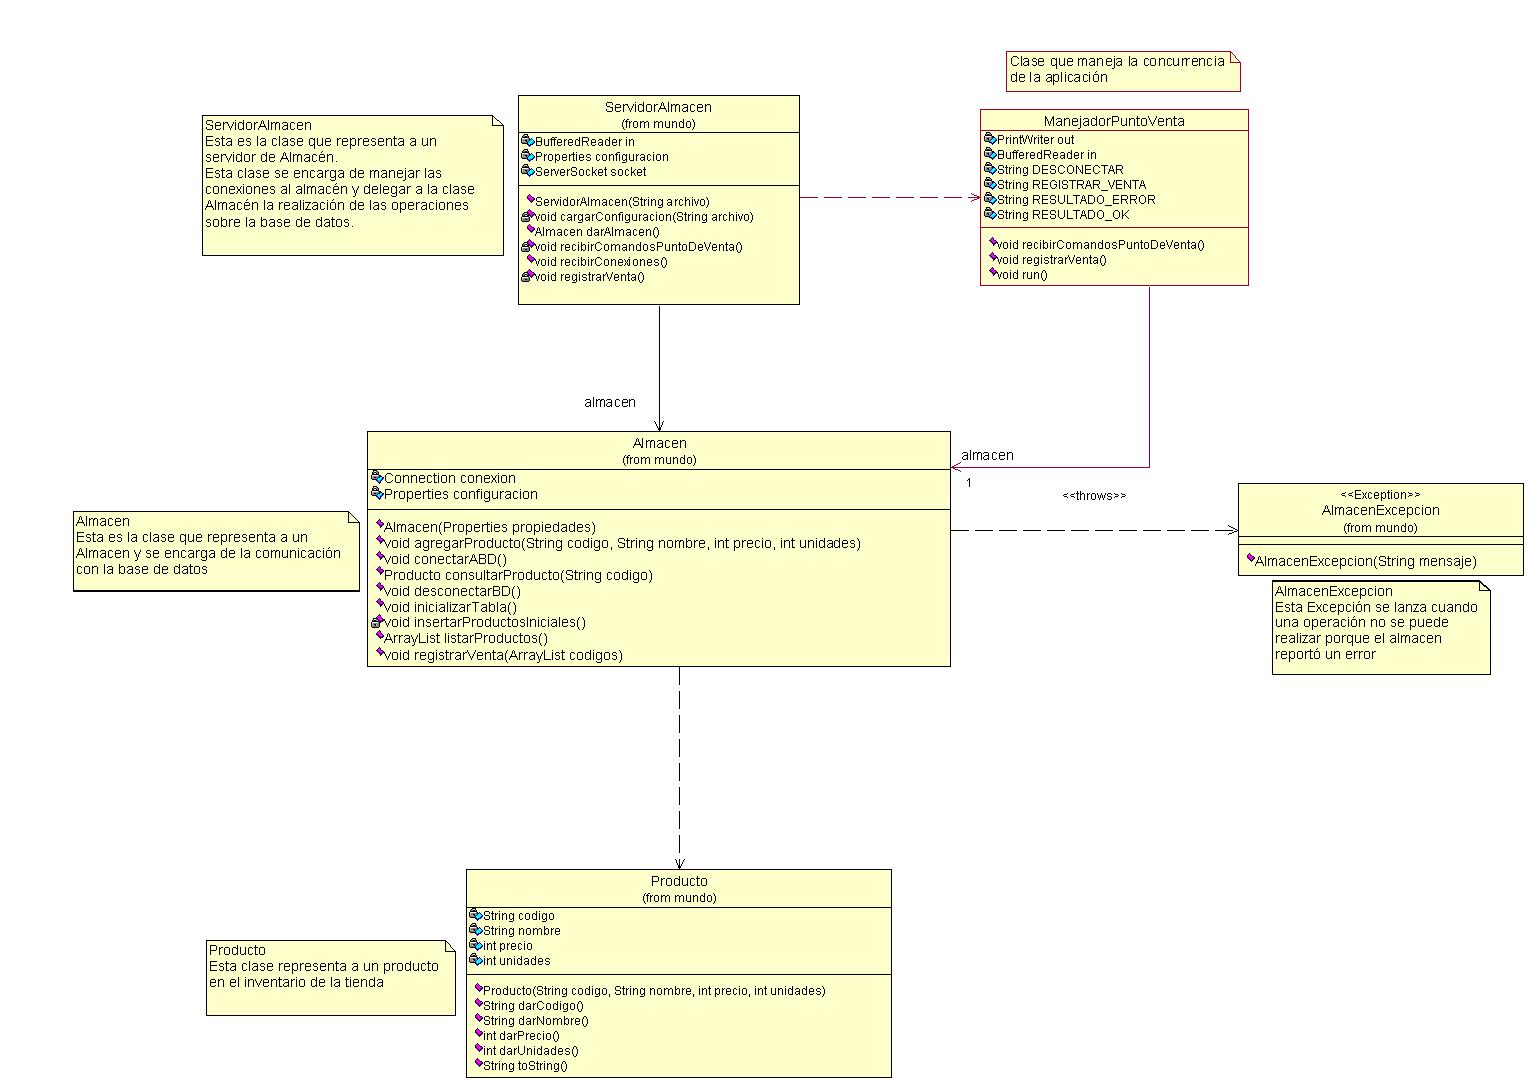 Clase que maneja la concurrencia
de la aplicación
ServidorAlmacen
Esta es la clase que representa a un
servidor de Almacén.
Esta clase se encarga de manejar las
conexiones al almacén y delegar a la clase
Almacén la realización de las operaciones
sobre la base de datos.
ServidorAlmacen
(from mundo)
BufferedReader in
Properties configuracion
ServerSocket socket
ServidorAlmacen(String archivo)
void cargarConfiguracion(String archivo)
Almacen darAlmacen()
void recibirComandosPuntoDeVenta()
void recibirConexiones()
void registrarVenta()
ManejadorPuntoVenta
PrintWriter out
BufferedReader in
String DESCONECTAR
String REGISTRAR_VENTA
String RESULTADO_ERROR
String RESULTADO_OK
void recibirComandosPuntoDeVenta()
void registrarVenta()
void run()
almacen
almacen
1
<<throws>>
Almacen
Esta es la clase que representa a un
Almacen y se encarga de la comunicación
con la base de datos
Almacen
(from mundo)
Connection conexion
Properties configuracion
Almacen(Properties propiedades)
void agregarProducto(String codigo, String nombre, int precio, int unidades)
void conectarABD()
Producto consultarProducto(String codigo)
void desconectarBD()
void inicializarTabla()
void insertarProductosIniciales()
ArrayList listarProductos()
void registrarVenta(ArrayList codigos)
<<Exception>>
AlmacenExcepcion
(from mundo)
AlmacenExcepcion(String mensaje)
AlmacenExcepcion
Esta Excepción se lanza cuando
una operación no se puede
realizar porque el almacen
reportó un error
Producto
Esta clase representa a un producto
en el inventario de la tienda
Producto
(from mundo)
String codigo
String nombre
int precio
int unidades
Producto(String codigo, String nombre, int precio, int unidades)
String darCodigo()
String darNombre()
int darPrecio()
int darUnidades()
String toString()